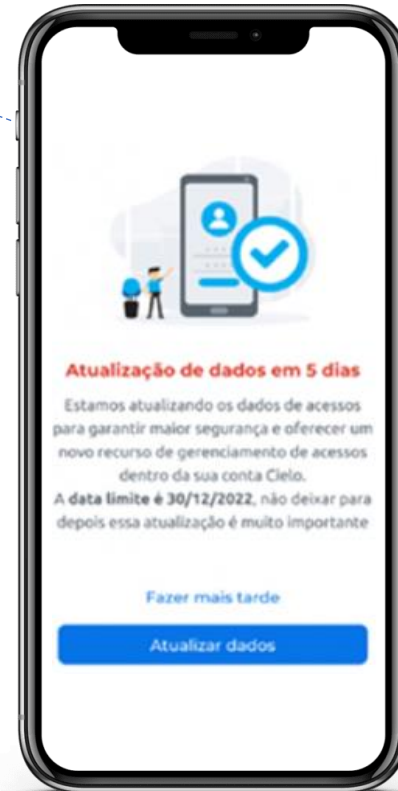 Atualização de dados em 5 dias
Estamos atualizando os dados de acessos
para garantir maior segurança e oferecer um
novo recurso de gerenciamento de acessos
dentro da sua conta Cielo.
A data limite é 30/12/2022, não deixar para
depois essa atualização é muito importante
Fazer mais tarde
Atualizar dados